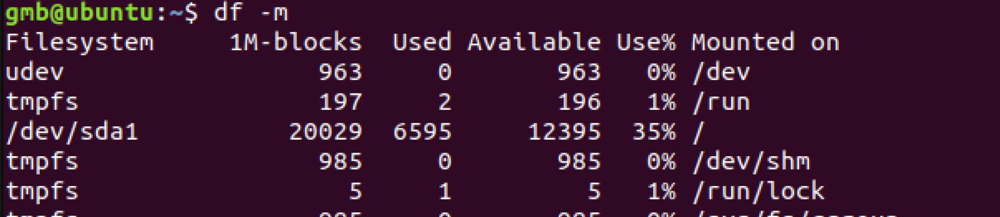 gmb@ubuntu:~$ df -m
Filesystem 1M-blocks Used Available Use% Mounted on
udev 963 0 963 0% /dev
tmpfs 197 2 196 1% /run
/dev/sda1 20029 6595 12395 35% /
tmpfs 985 0 985 0% /dev/shm
tmpfs 5 1 5 1% /run/lock